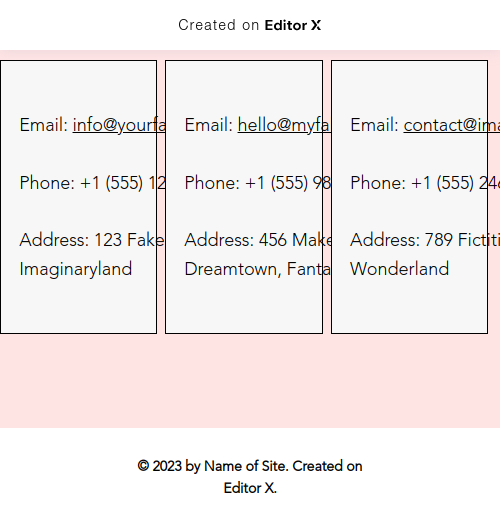 Created on Editor X
Email: info@yourfa
Phone: +1 (555) 12
Address: 123 Fake
Imaginaryland
Email: hello@myfa
Phone: +1 (555) 98
Address: 456 Make
Dreamtown, Fanta
Email: contact@ima
Phone: +1 (555) 246
Address: 789 Fictiti
Wonderland
© 2023 by Name of Site. Created on
Editor X.